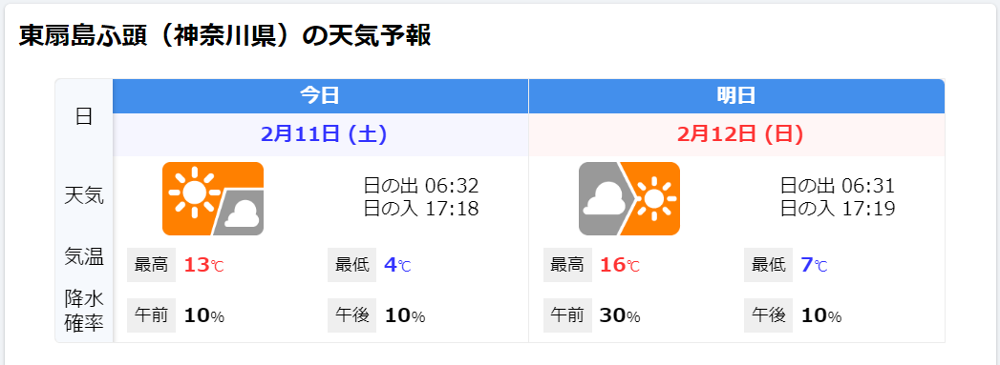 東扇島ふ頭（神奈川県）の天気予報
日 今日 明日
2月11日 (土) 2月12日 (日)
天気 日の出 06:32 日の出 06:31
日の入 17:18 日の入 17:19
気温 最高 13℃ 最低 4℃ 最高 16℃ 最低 7℃
降水
確率 午前 10% 午後 10% 午前 30% 午後 10%